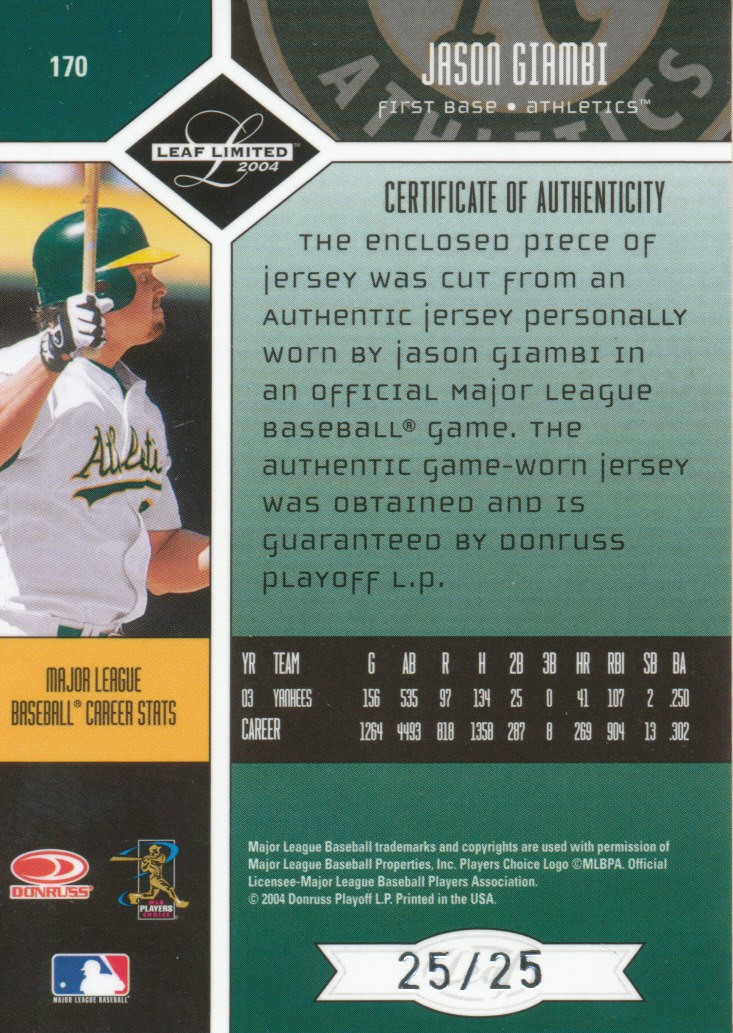 170
JASON GIAMBI
FIRST BASE • ATHLETICS™
ATHLETICS
LEAF LIMITED™
2004
CERTIFICATE OF AUTHENTICITY
THE ENCLOSED PIECE OF
JERSEY WAS CUT FROM AN
AUTHENTIC JERSEY PERSONALLY
WORN BY JASON GIAMBI IN
AN OFFICIAL MAJOR LEAGUE
BASEBALL® GAME. THE
AUTHENTIC GAME-WORN JERSEY
WAS OBTAINED AND IS
GUARANTEED BY DONRUSS
PLAYOFF L.P.
Athleti
MAJOR LEAGUE
BASEBALL® CAREER STATS
YR TEAM G AB R H 2B 3B HR RBI SB BA
03 YANKEES 156 535 97 134 25 0 41 107 2 .250
CAREER 1264 4493 818 1358 287 8 269 904 13 .302
DONRUSS®
MLB
PLAYERS
CHOICE
MAJOR LEAGUE BASEBALL®
Major League Baseball trademarks and copyrights are used with permission of
Major League Baseball Properties, Inc. Players Choice Logo ©MLBPA. Official
Licensee-Major League Baseball Players Association.
© 2004 Donruss Playoff L.P. Printed in the USA.
25/25